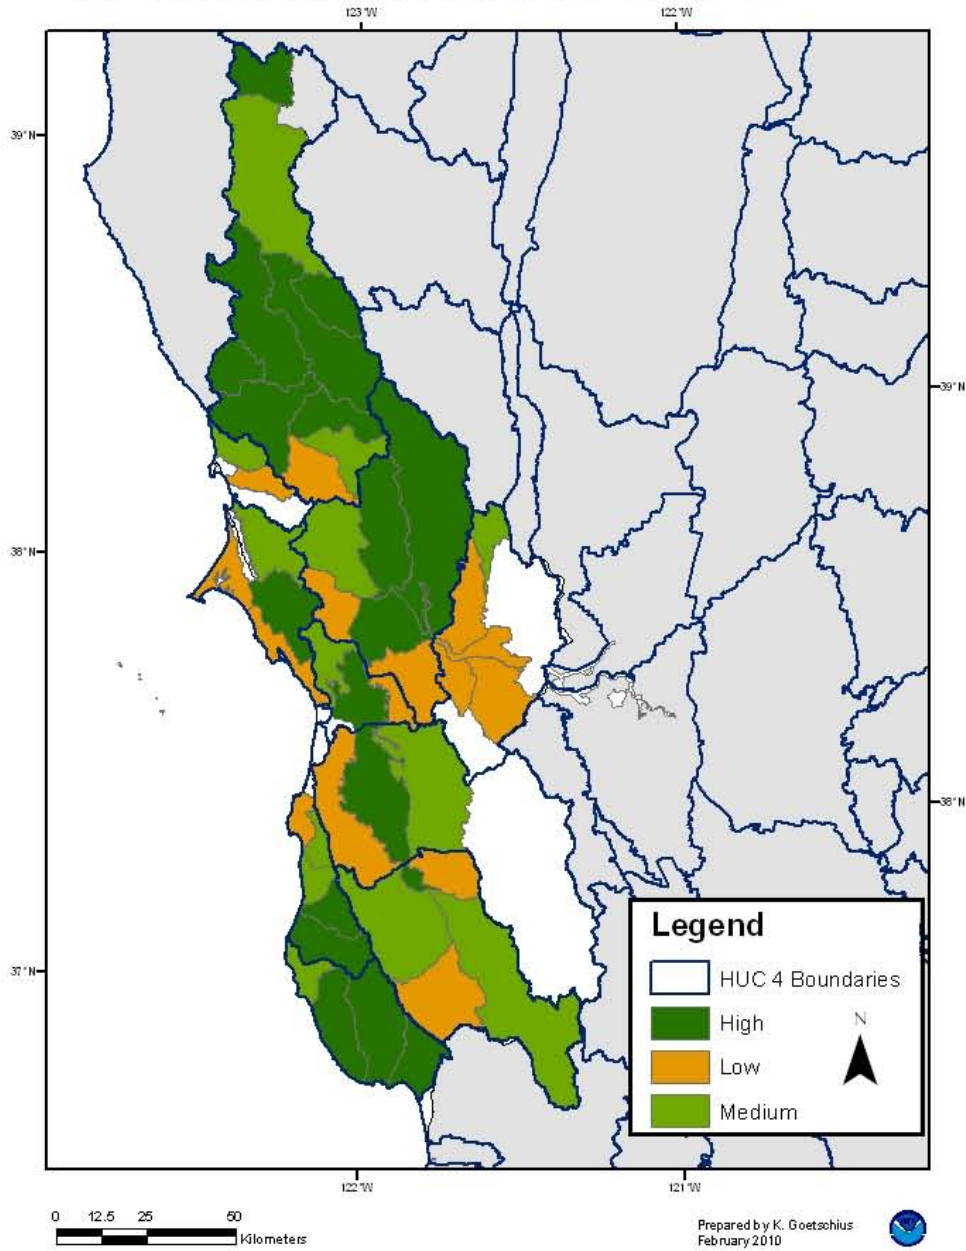 123°W 122°W
39°N
39°N
38°N
38°N
37°N
Legend
HUC 4 Boundaries
High
Low
Medium
N
122°W 121°W
0 12.5 25 50
Kilometers
Prepared by K. Goetschius
February 2010